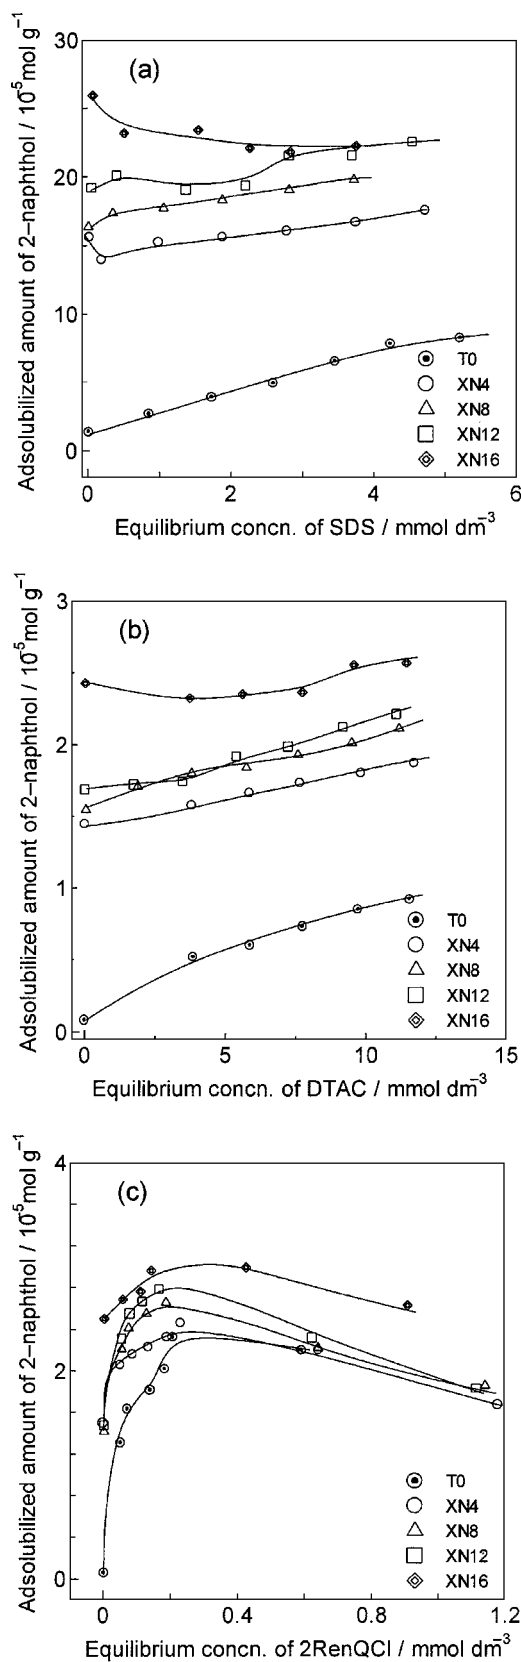 (a)
Adsolubilized amount of 2–naphthol / 10⁻⁵mol g⁻¹
30
20
10
0
T0
XN4
XN8
XN12
XN16
0 2 4 6
Equilibrium concn. of SDS / mmol dm⁻³
(b)
Adsolubilized amount of 2–naphthol / 10⁻⁵mol g⁻¹
3
2
1
0
T0
XN4
XN8
XN12
XN16
0 5 10 15
Equilibrium concn. of DTAC / mmol dm⁻³
(c)
Adsolubilized amount of 2–naphthol / 10⁻⁵mol g⁻¹
4
2
0
T0
XN4
XN8
XN12
XN16
0 0.4 0.8 1.2
Equilibrium concn. of 2RenQCl / mmol dm⁻³